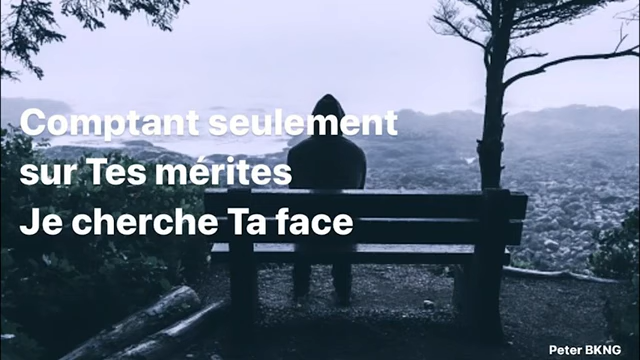 Comptant seulement
sur Tes mérites
Je cherche Ta face
Peter BKNG